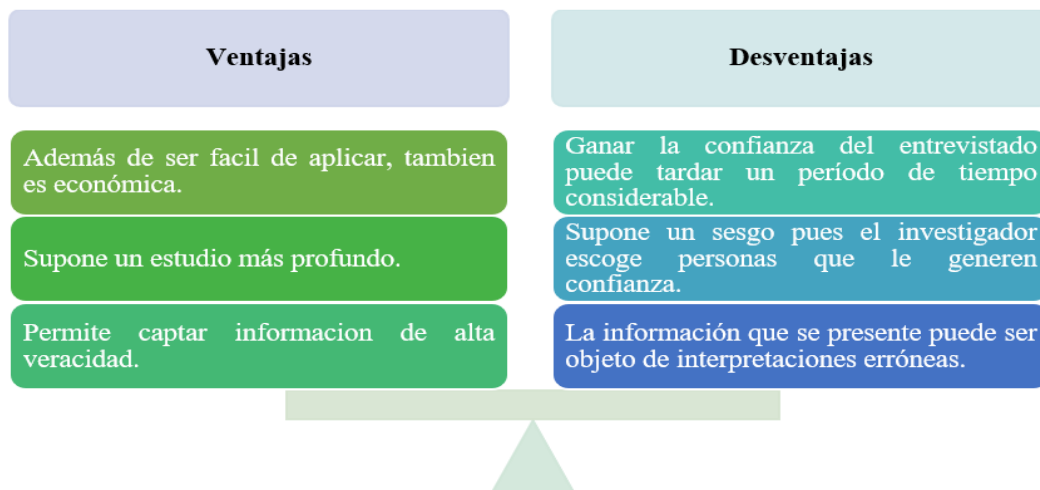 Ventajas
Desventajas
Además de ser facil de aplicar, tambien
es económica.
Supone un estudio más profundo.
Permite captar informacion de alta
veracidad.
Ganar la confianza del entrevistado
puede tardar un período de tiempo
considerable.
Supone un sesgo pues el investigador
escoge personas que le generen
confianza.
La información que se presente puede ser
objeto de interpretaciones erróneas.